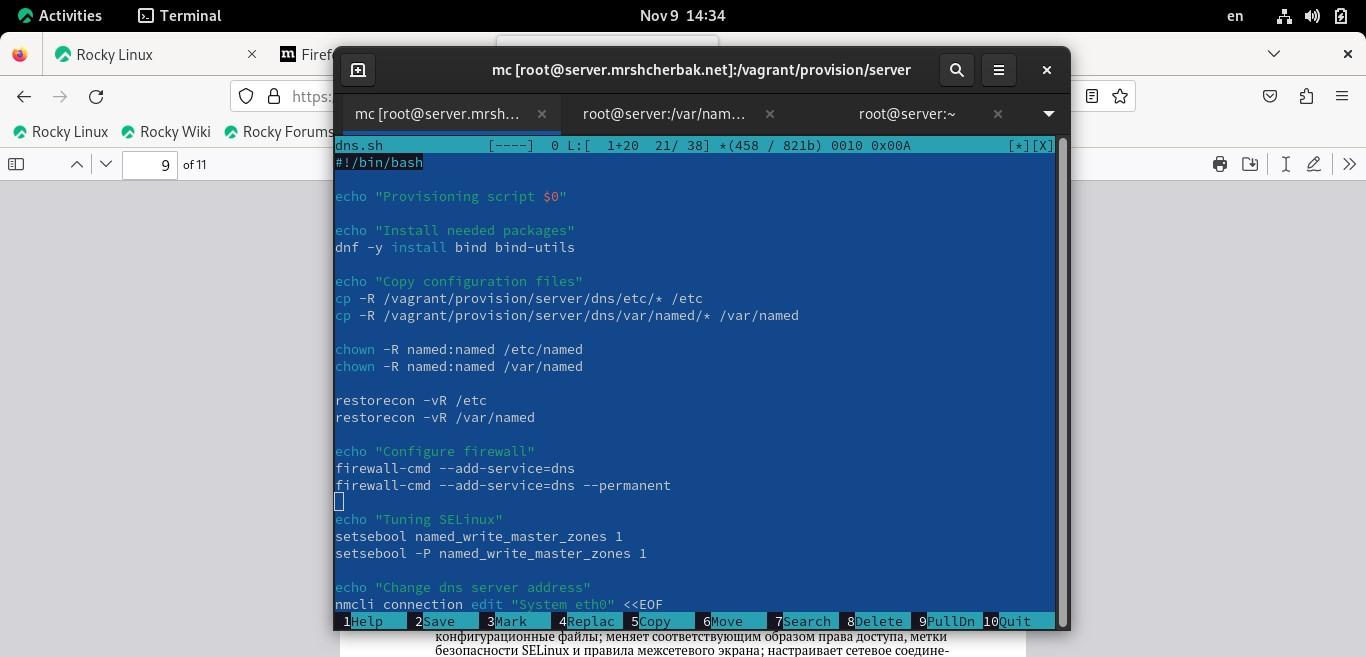 Activities Terminal Nov 9 14:34 en
Rocky Linux Firef
mc [root@server.mrshcherbak.net]:/vagrant/provision/server
https:
mc [root@server.mrsh... root@server:/var/nam... root@server:~
Rocky Linux Rocky Wiki Rocky Forums
9 of 11
dns.sh [----] 0 L:[ 1+20 21/ 38] *(458 / 821b) 0010 0x00A [*][X]
#!/bin/bash
echo "Provisioning script $0"
echo "Install needed packages"
dnf -y install bind bind-utils
echo "Copy configuration files"
cp -R /vagrant/provision/server/dns/etc/* /etc
cp -R /vagrant/provision/server/dns/var/named/* /var/named
chown -R named:named /etc/named
chown -R named:named /var/named
restorecon -vR /etc
restorecon -vR /var/named
echo "Configure firewall"
firewall-cmd --add-service=dns
firewall-cmd --add-service=dns --permanent
echo "Tuning SELinux"
setsebool named_write_master_zones 1
setsebool -P named_write_master_zones 1
echo "Change dns server address"
nmcli connection edit "System eth0" <<EOF
1Help 2Save 3Mark 4Replac 5Copy 6Move 7Search 8Delete 9PullDn 10Quit
конфигурационные файлы; меняет соответствующим образом права доступа, метки
безопасности SELinux и правила межсетевого экрана; настраивает сетевое соедине-